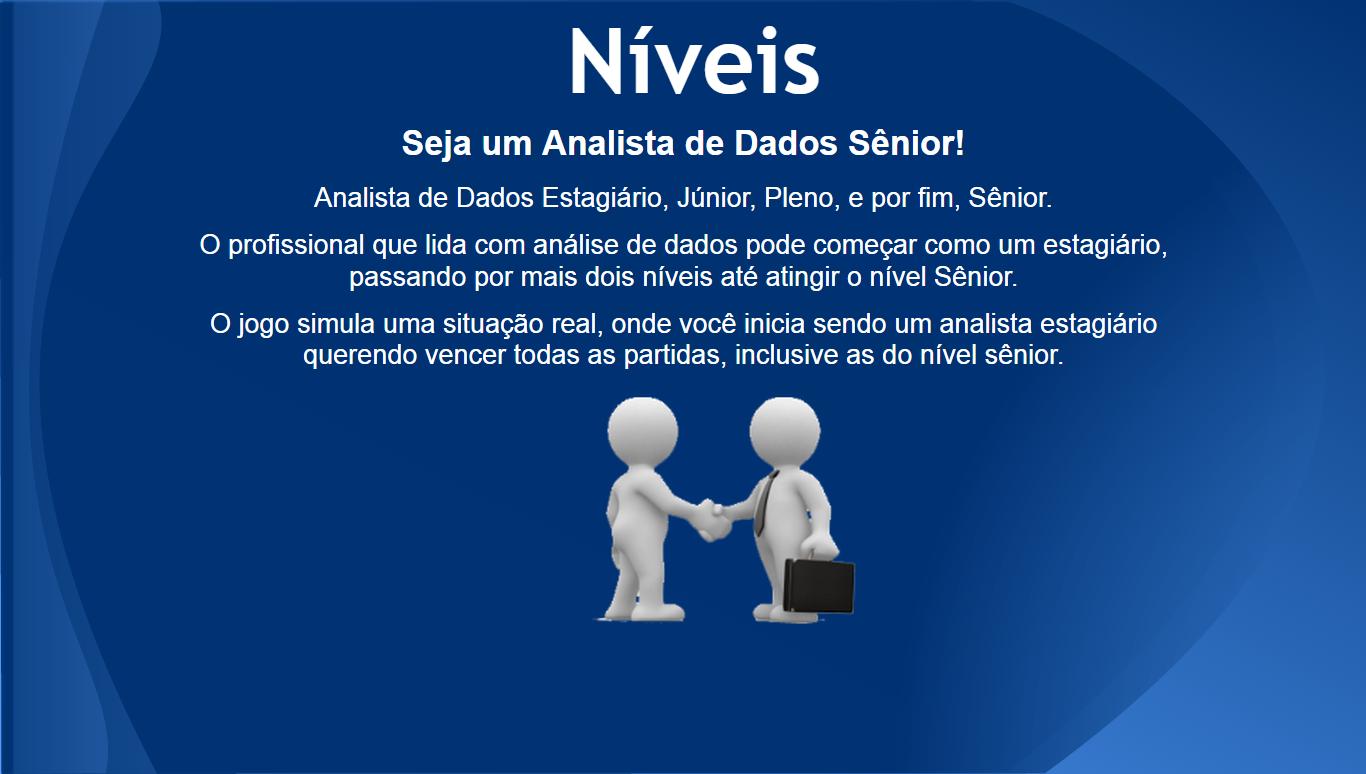 Níveis
Seja um Analista de Dados Sênior!
Analista de Dados Estagiário, Júnior, Pleno, e por fim, Sênior.
O profissional que lida com análise de dados pode começar como um estagiário,
passando por mais dois níveis até atingir o nível Sênior.
O jogo simula uma situação real, onde você inicia sendo um analista estagiário
querendo vencer todas as partidas, inclusive as do nível sênior.